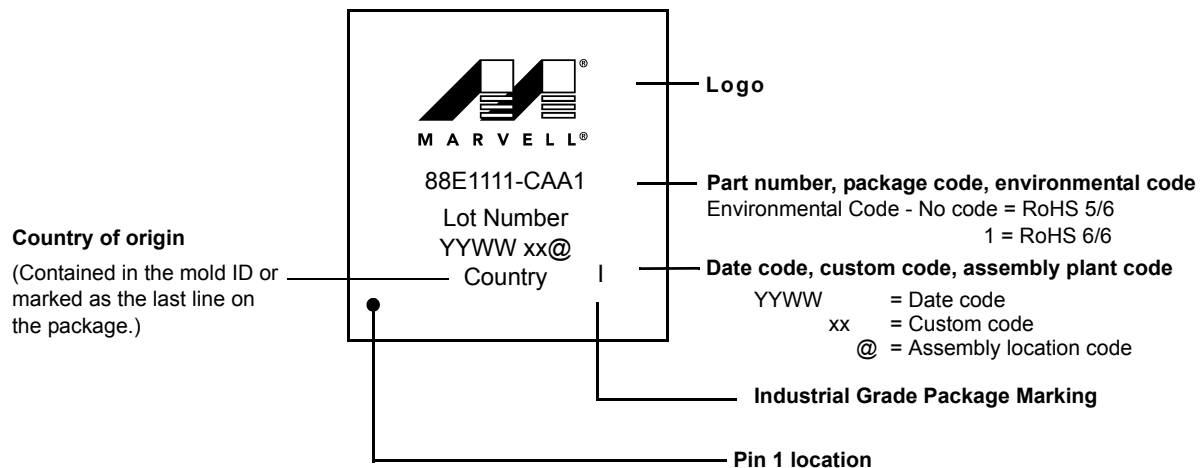 ®
MARVELL®
88E1111-CAA1
Lot Number
YYWW xx@
Country I
Logo
Part number, package code, environmental code
Environmental Code - No code = RoHS 5/6
1 = RoHS 6/6
Date code, custom code, assembly plant code
YYWW = Date code
xx = Custom code
@ = Assembly location code
Industrial Grade Package Marking
Pin 1 location
Country of origin
(Contained in the mold ID or
marked as the last line on
the package.)